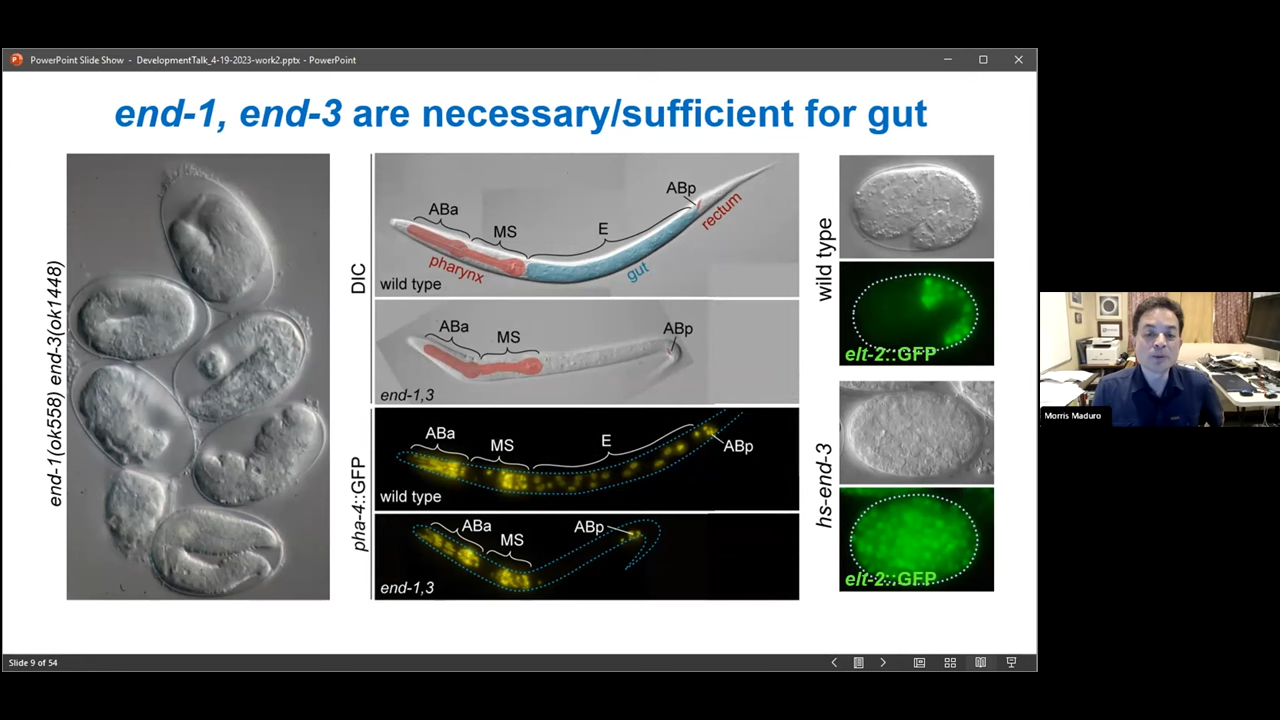 PowerPoint Slide Show - DevelopmentTalk_4-19-2023-work2.pptx - PowerPoint
end-1, end-3 are necessary/sufficient for gut
end-1(ok558) end-3(ok1448)
DIC
ABa
MS
E
ABp
rectum
pharynx
gut
wild type
ABa
MS
ABp
end-1,3
pha-4::GFP
ABa
MS
E
ABp
wild type
ABa
MS
ABp
end-1,3
wild type
elt-2::GFP
hs-end-3
elt-2::GFP
Morris Maduro
Slide 9 of 54